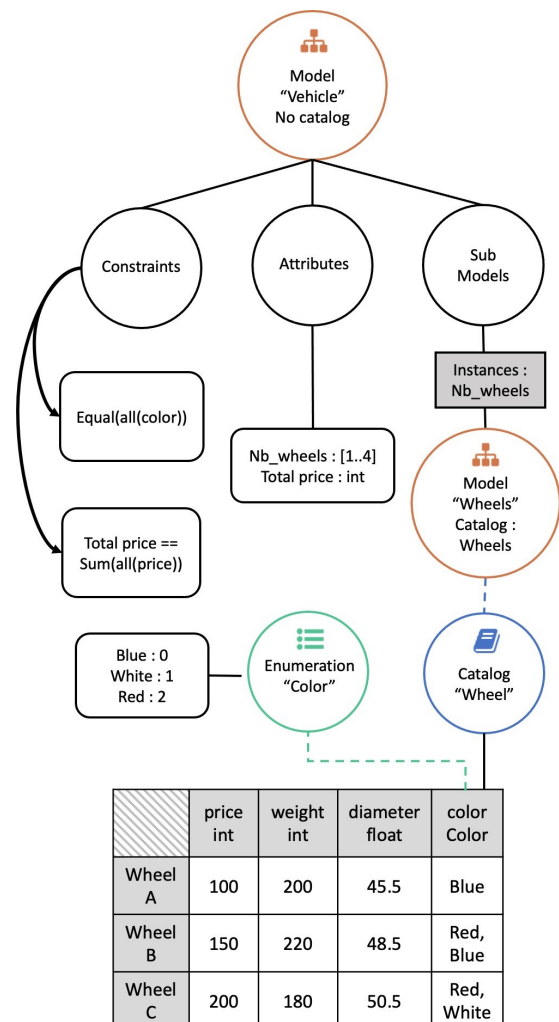 Model
“Vehicle”
No catalog
Constraints
Attributes
Sub
Models
Instances :
Nb_wheels
Equal(all(color))
Nb_wheels : [1..4]
Total price : int
Model
“Wheels”
Catalog :
Wheels
Total price ==
Sum(all(price))
Blue : 0
White : 1
Red : 2
Enumeration
“Color”
Catalog
“Wheel”
price
int
weight
int
diameter
float
color
Color
Wheel
A
100
200
45.5
Blue
Wheel
B
150
220
48.5
Red,
Blue
Wheel
C
200
180
50.5
Red,
White